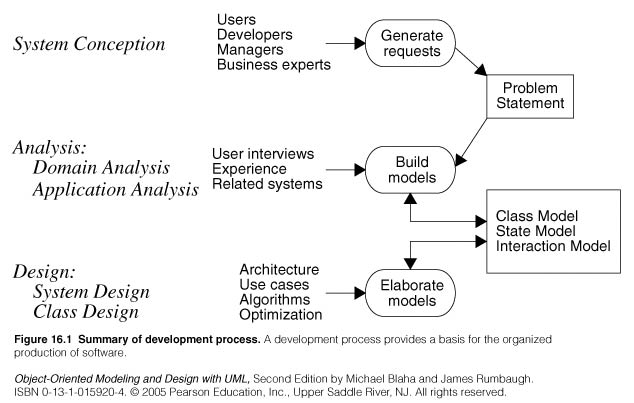 System Conception
Users
Developers
Managers
Business experts
Generate
requests
Problem
Statement
Analysis:
Domain Analysis
Application Analysis
User interviews
Experience
Related systems
Build
models
Class Model
State Model
Interaction Model
Design:
System Design
Class Design
Architecture
Use cases
Algorithms
Optimization
Elaborate
models
Figure 16.1 Summary of development process. A development process provides a basis for the organized
production of software.
Object-Oriented Modeling and Design with UML, Second Edition by Michael Blaha and James Rumbaugh.
ISBN 0-13-1-015920-4. © 2005 Pearson Education, Inc., Upper Saddle River, NJ. All rights reserved.